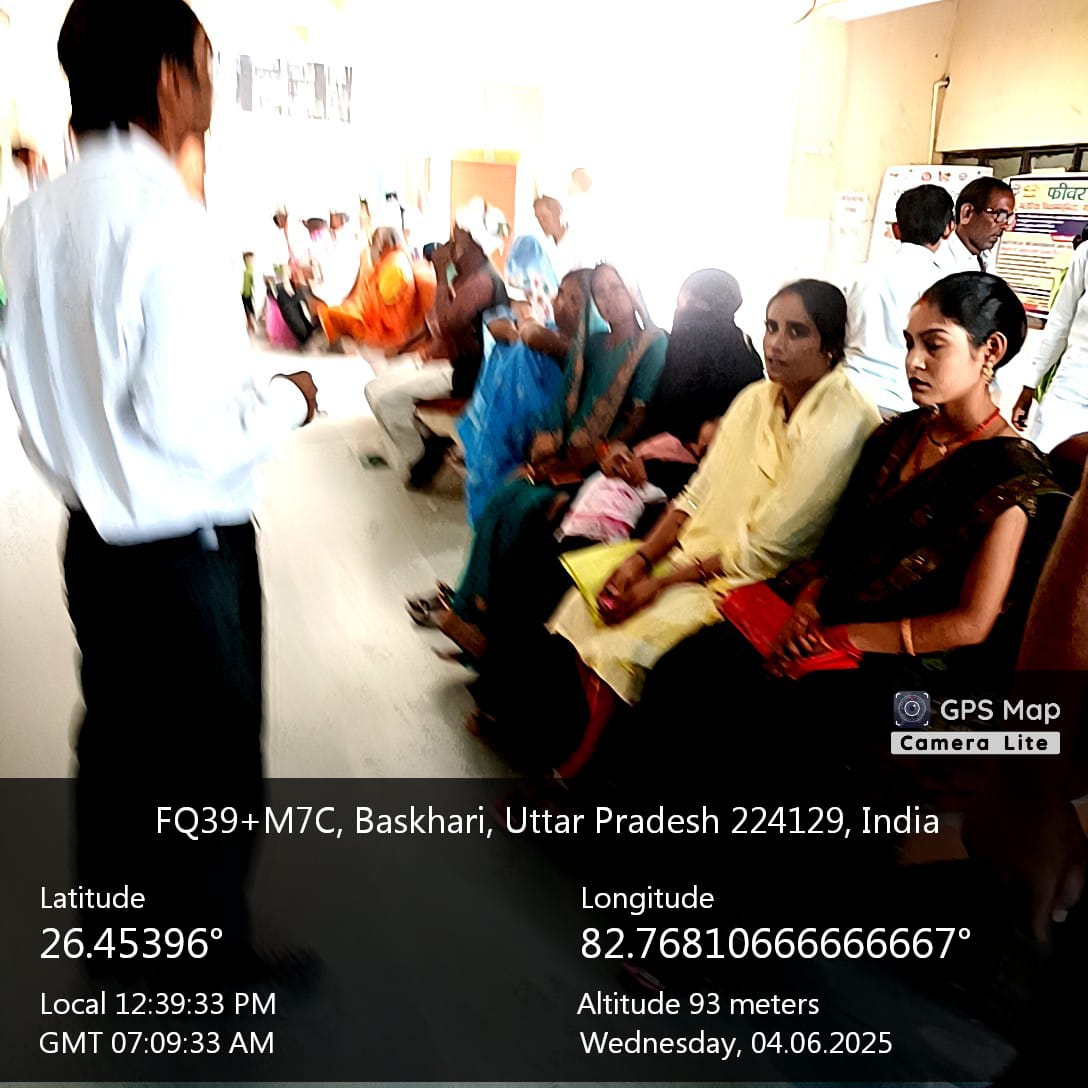 फीवर
GPS Map
Camera Lite
FQ39+M7C, Baskhari, Uttar Pradesh 224129, India
Latitude
26.45396°
Longitude
82.76810666666667°
Local 12:39:33 PM
GMT 07:09:33 AM
Altitude 93 meters
Wednesday, 04.06.2025